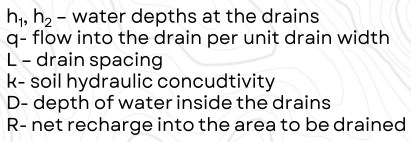 h₁, h₂ – water depths at the drains
q- flow into the drain per unit drain width
L – drain spacing
k- soil hydraulic concudtivity
D- depth of water inside the drains
R- net recharge into the area to be drained